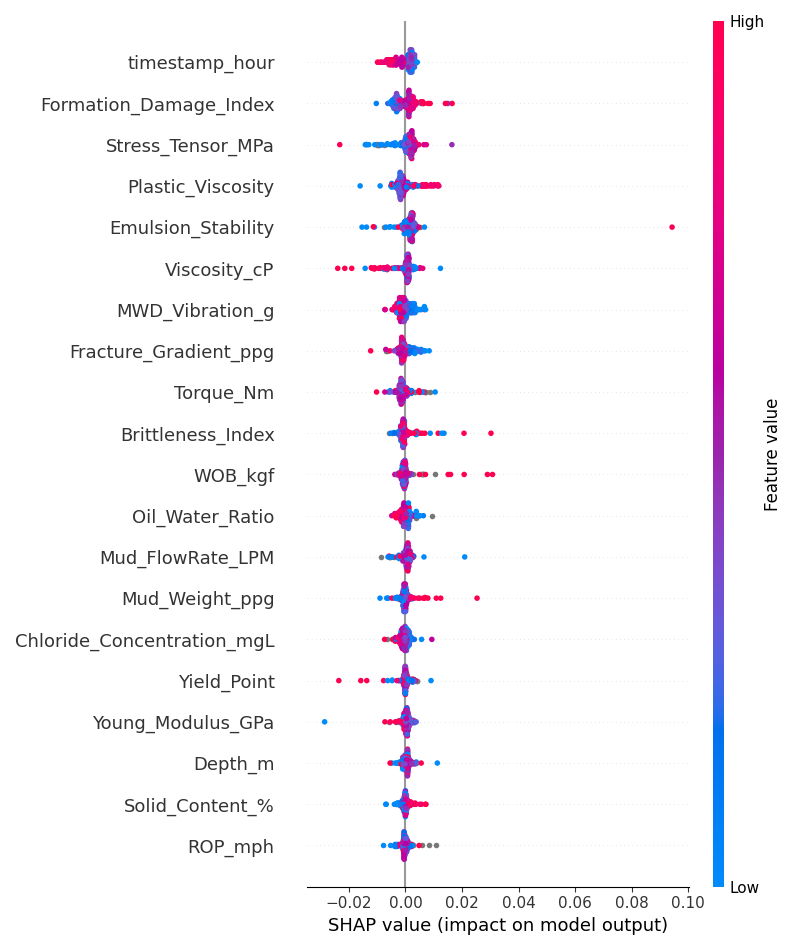 High
timestamp_hour
Formation_Damage_Index
Stress_Tensor_MPa
Plastic_Viscosity
Emulsion_Stability
Viscosity_cP
MWD_Vibration_g
Fracture_Gradient_ppg
Torque_Nm
Brittleness_Index
WOB_kgf
Oil_Water_Ratio
Mud_FlowRate_LPM
Mud_Weight_ppg
Chloride_Concentration_mgL
Yield_Point
Young_Modulus_GPa
Depth_m
Solid_Content_%
ROP_mph
Feature value
Low
−0.02 0.00 0.02 0.04 0.06 0.08 0.10
SHAP value (impact on model output)